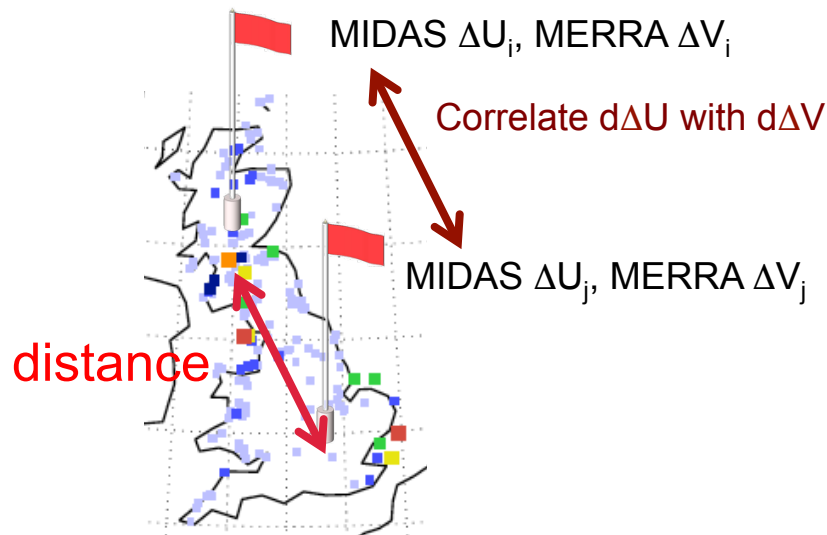 MIDAS ΔUᵢ, MERRA ΔVᵢ
Correlate dΔU with dΔV
MIDAS ΔUⱼ, MERRA ΔVⱼ
distance